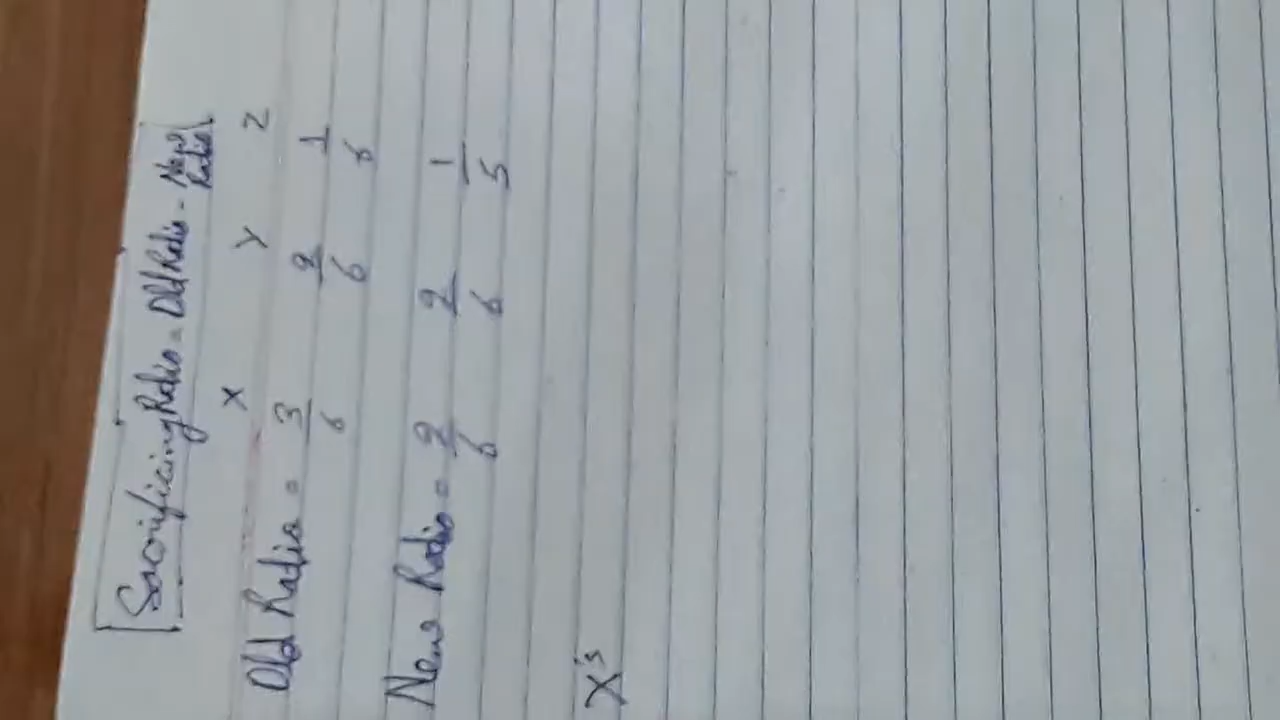 Sacrificing Ratio = Old Ratio - New Ratio
X Y Z
Old Ratio = 3/6 2/6 1/6
New Ratio = 2/6 2/6 1/5
X's